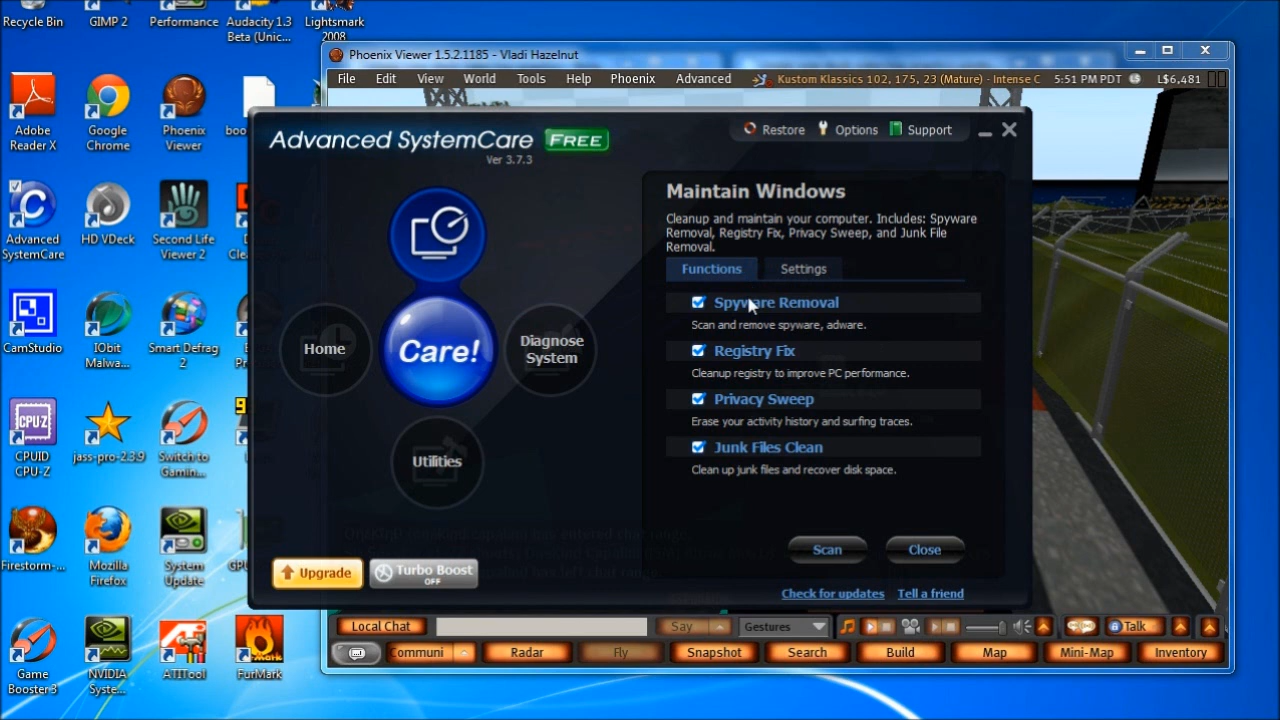 Recycle Bin
GIMP 2
Performance
Audacity 1.3
Beta (Unic...
Lightsmark
2008
Adobe
Reader X
Google
Chrome
Phoenix
Viewer
boo
Advanced
SystemCare
HD VDeck
Second Life
Viewer 2
CamStudio
IObit
Malwa...
Smart Defrag
2
CPUID
CPU-Z
jass-pro-2.3.9
Switch to
Gamin...
Firestorm-...
Mozilla
Firefox
System
Update
Game
Booster 3
NVIDIA
Syste...
ATITool
FurMark
Phoenix Viewer 1.5.2.1185 - Vladi Hazelnut
File Edit View World Tools Help Phoenix Advanced
Kustom Klassics 102, 175, 23 (Mature) - Intense C
5:51 PM PDT
L$6,481
Advanced SystemCare FREE
Ver 3.7.3
Restore Options Support
Home
Care!
Diagnose
System
Utilities
Upgrade
Turbo Boost
OFF
Maintain Windows
Cleanup and maintain your computer. Includes: Spyware
Removal, Registry Fix, Privacy Sweep, and Junk File
Removal.
Functions Settings
Spyware Removal
Scan and remove spyware, adware.
Registry Fix
Cleanup registry to improve PC performance.
Privacy Sweep
Erase your activity history and surfing traces.
Junk Files Clean
Clean up junk files and recover disk space.
Scan Close
Check for updates Tell a friend
Local Chat Say Gestures Talk
Communi Radar Fly Snapshot Search Build Map Mini-Map Inventory